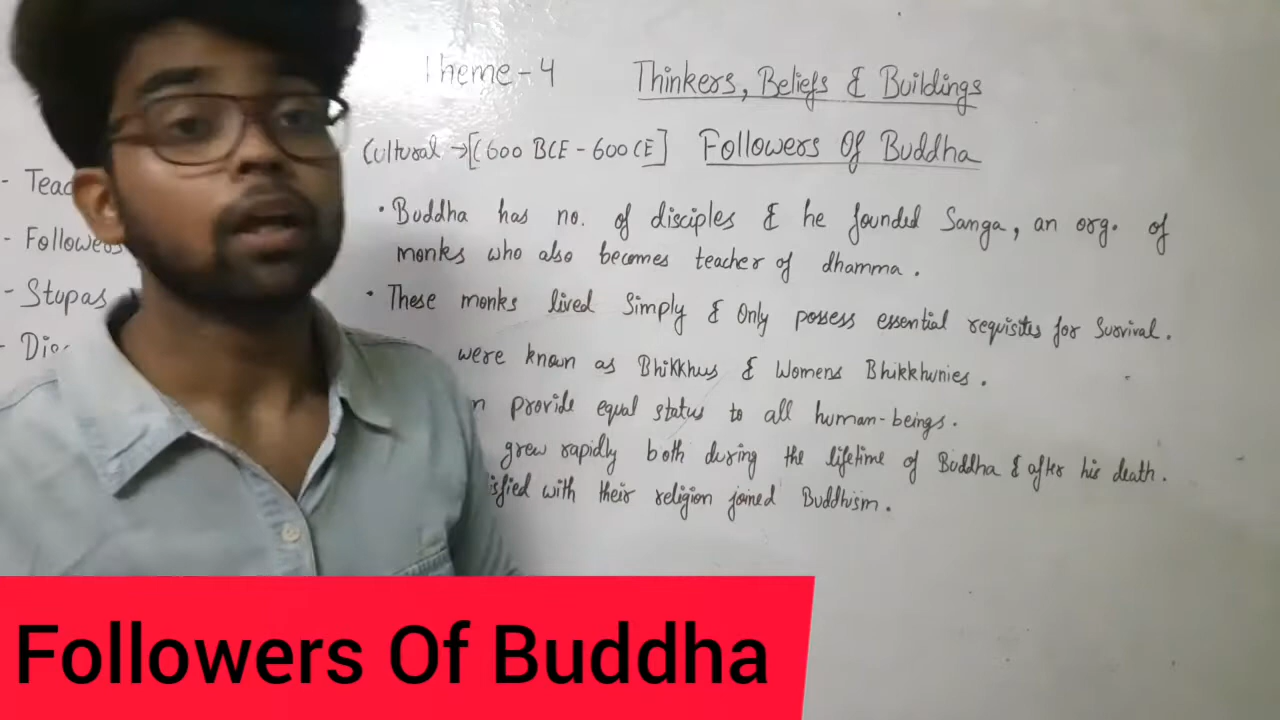 Theme-4 Thinkers, Beliefs & Buildings
Cultural → [(600 BCE - 600 CE] Followers Of Buddha
• Buddha has no. of disciples & he founded Sanga, an org. of
monks who also becomes teacher of dhamma.
• These monks lived Simply & Only possess essential requisites for Survival.
were known as Bhikkhus & Womens Bhikkhunies.
provide equal status to all human-beings.
grew rapidly both during the lifetime of Buddha & after his death.
with their religion joined Buddhism.
- Teac
- Followers
- Stupas
Followers Of Buddha